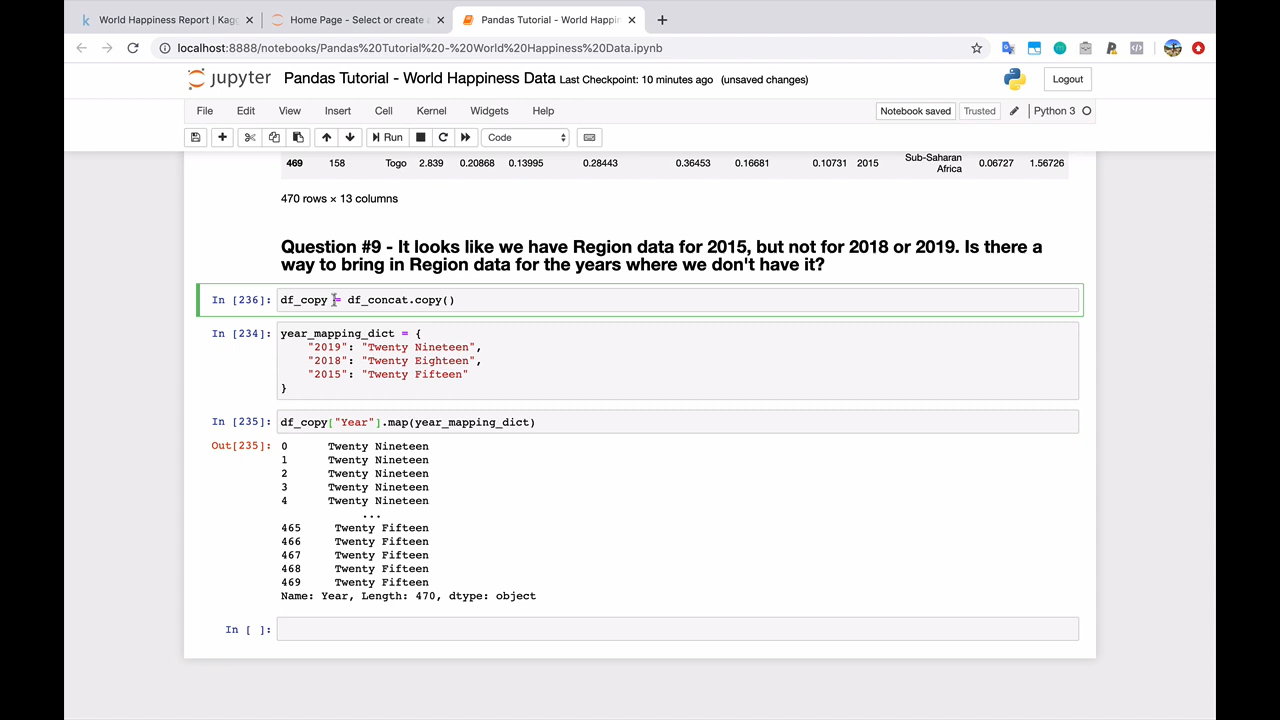 World Happiness Report | Kagg
Home Page - Select or create a
Pandas Tutorial - World Happin
localhost:8888/notebooks/Pandas%20Tutorial%20-%20World%20Happiness%20Data.ipynb
jupyter Pandas Tutorial - World Happiness Data Last Checkpoint: 10 minutes ago (unsaved changes) Logout
File Edit View Insert Cell Kernel Widgets Help Notebook saved Trusted Python 3
Run Code
469 158 Togo 2.839 0.20868 0.13995 0.28443 0.36453 0.16681 0.10731 2015 Sub-Saharan Africa 0.06727 1.56726
470 rows × 13 columns
Question #9 - It looks like we have Region data for 2015, but not for 2018 or 2019. Is there a
way to bring in Region data for the years where we don't have it?
In [236]: df_copy = df_concat.copy()
In [234]: year_mapping_dict = {
"2019": "Twenty Nineteen",
"2018": "Twenty Eighteen",
"2015": "Twenty Fifteen"
}
In [235]: df_copy["Year"].map(year_mapping_dict)
Out[235]: 0 Twenty Nineteen
1 Twenty Nineteen
2 Twenty Nineteen
3 Twenty Nineteen
4 Twenty Nineteen
...
465 Twenty Fifteen
466 Twenty Fifteen
467 Twenty Fifteen
468 Twenty Fifteen
469 Twenty Fifteen
Name: Year, Length: 470, dtype: object
In [ ]: